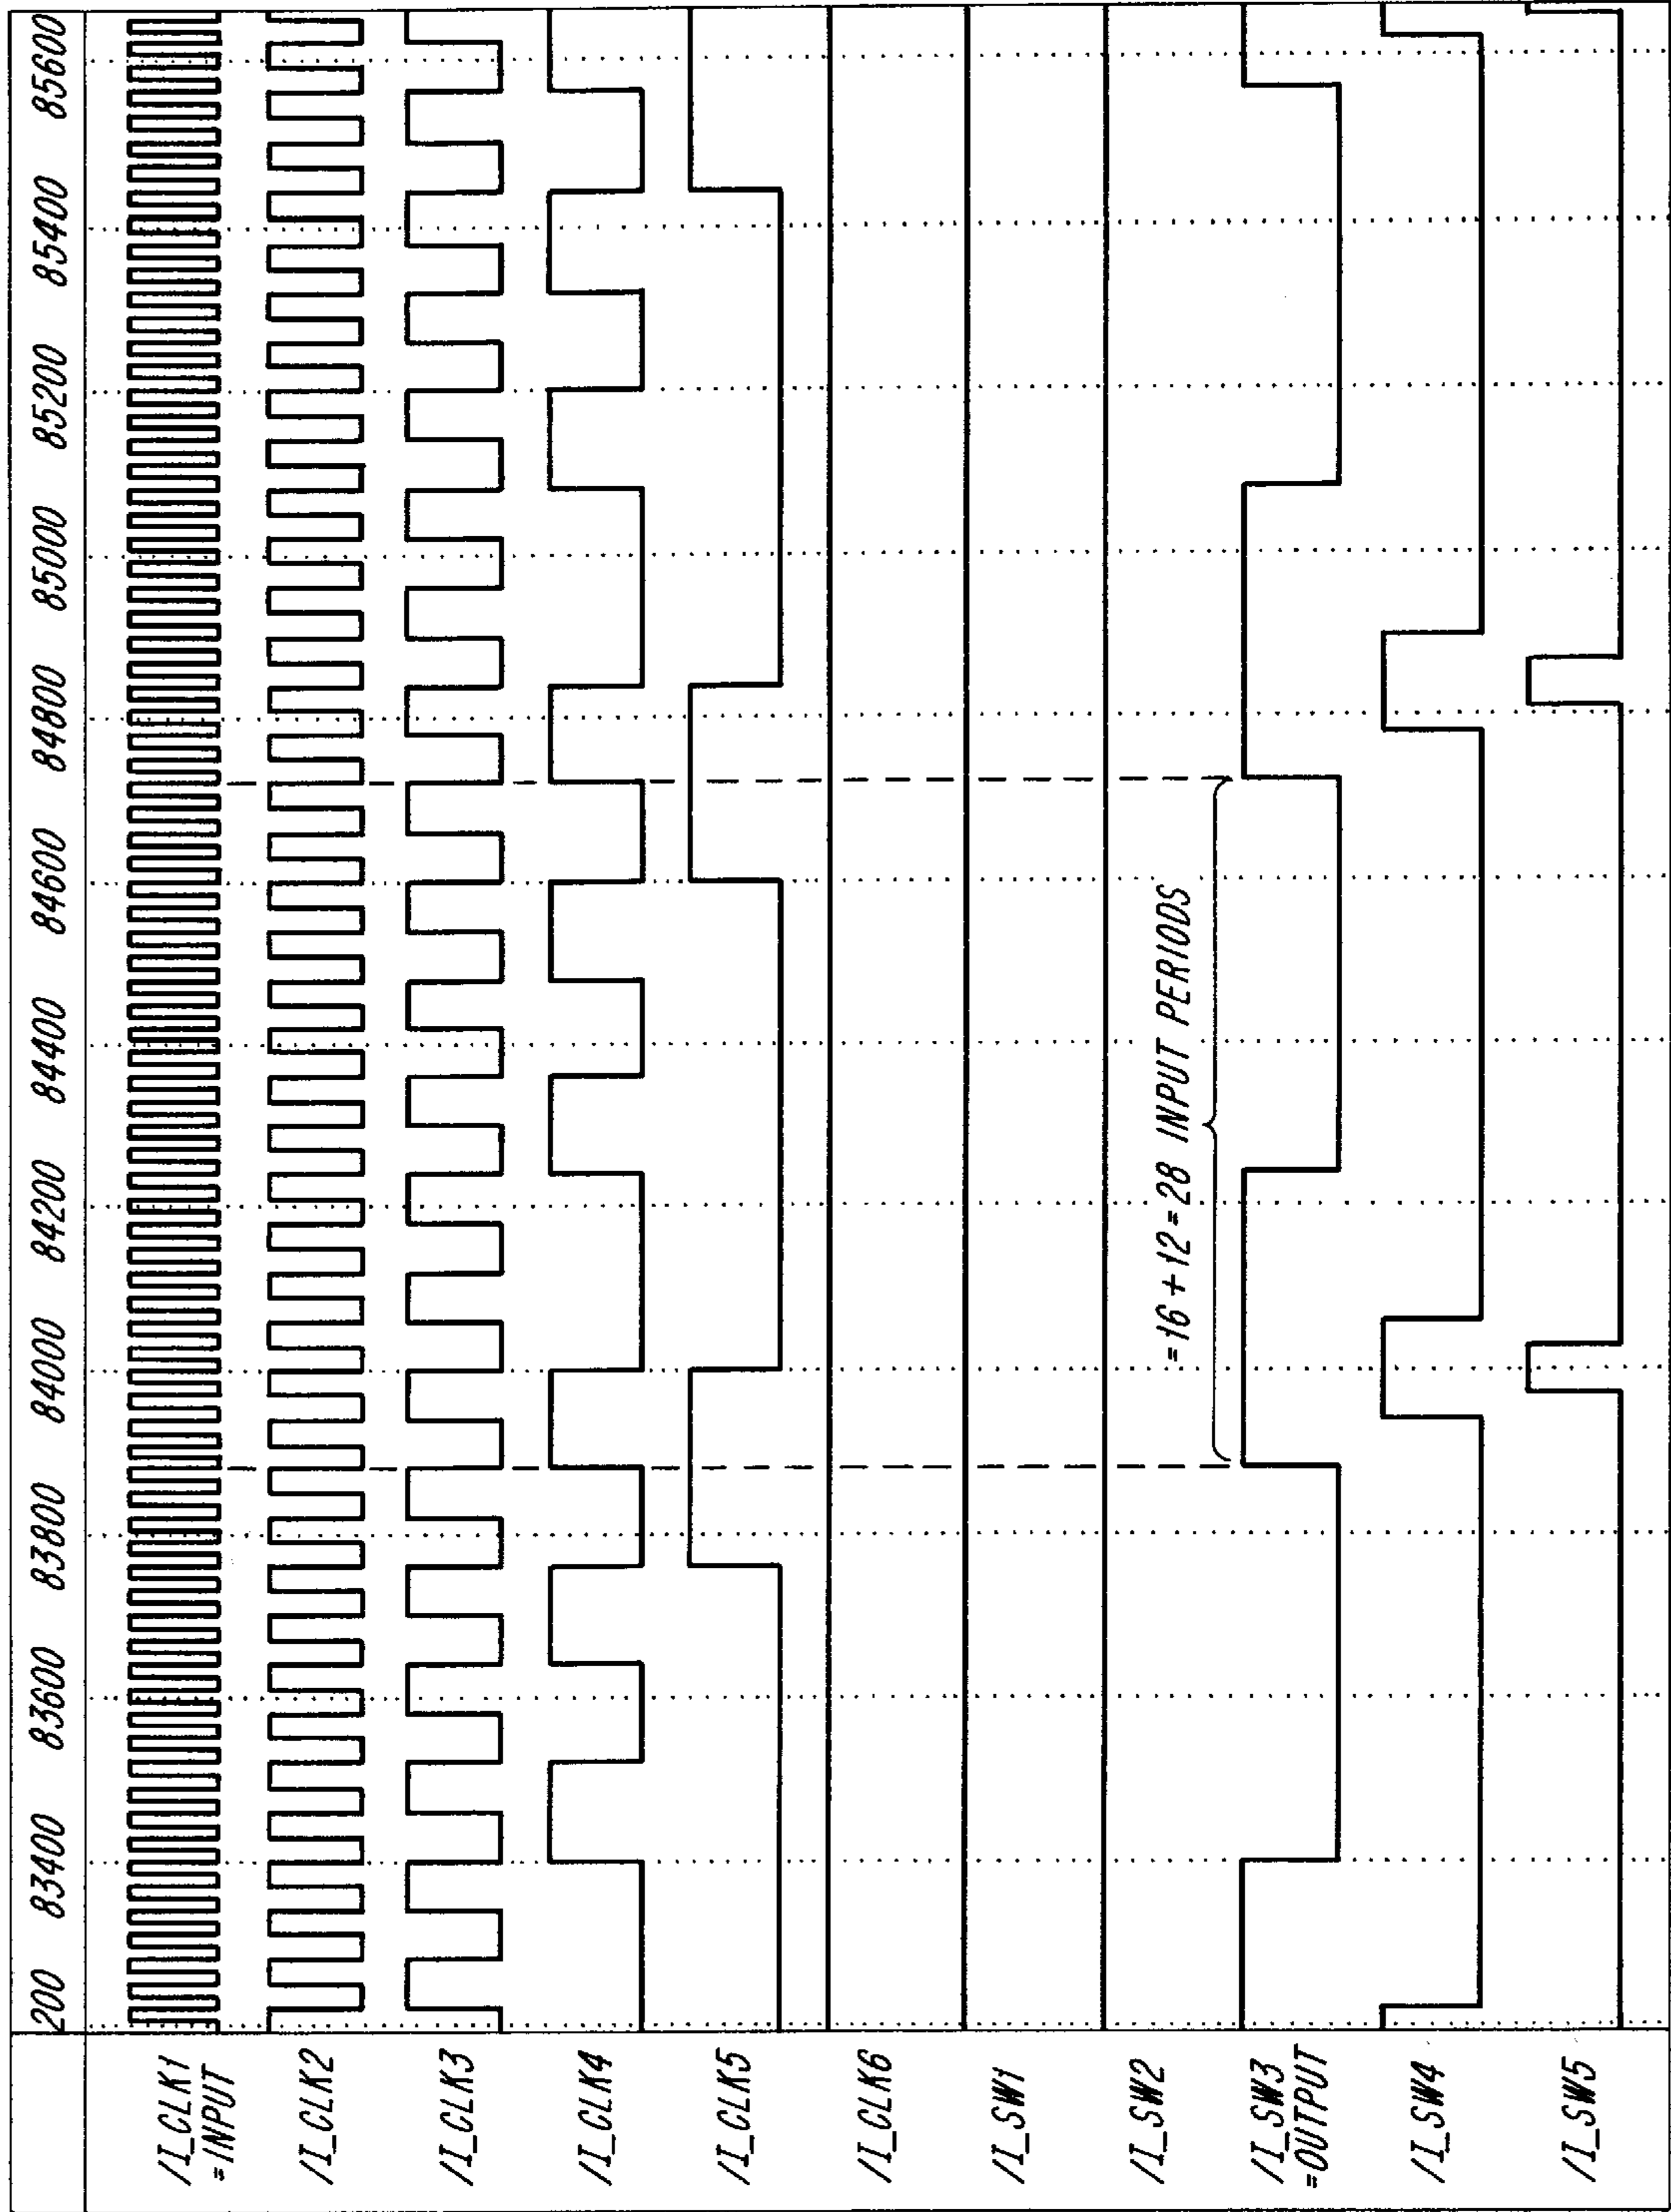 200 83400 83600 83800 84000 84200 84400 84600 84800 85000 85200 85400 85600
/I_CLK1
=INPUT
/I_CLK2
/I_CLK3
/I_CLK4
/I_CLK5
/I_CLK6
/I_SW1
/I_SW2
=16+12=28 INPUT PERIODS
/I_SW3
=OUTPUT
/I_SW4
/I_SW5